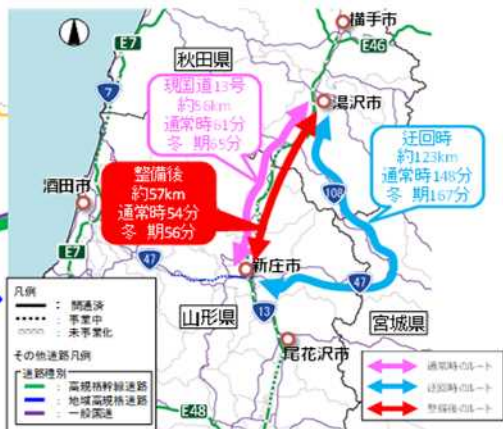 横手市
E7
E46
秋田県
7
現国道13号
約56km
通常時61分
冬 期65分
湯沢市
迂回時
約123km
通常時148分
冬 期167分
整備後
約57km
通常時54分
冬 期56分
酒田市
108
E7
47
新庄市
47
凡例
開通済
事業中
未事業化
山形県
13
宮城県
尾花沢市
その他道路凡例
道路種別
高規格幹線道路
地域高規格道路
一般国道
E48
通常時のルート
迂回時のルート
整備後のルート